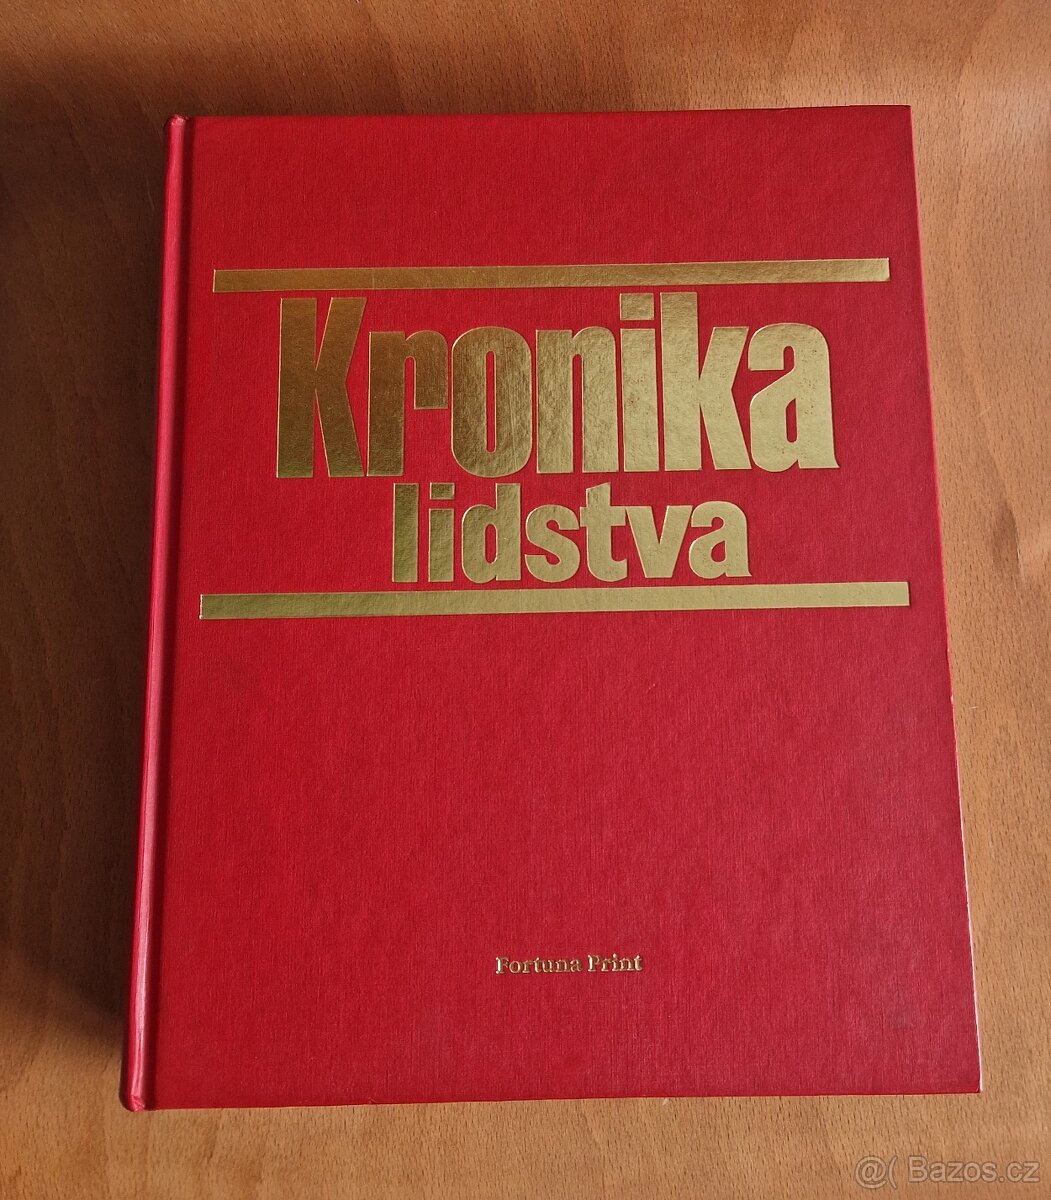 Kronika
lidstva
Fortuna Print
@( Bazos.cz